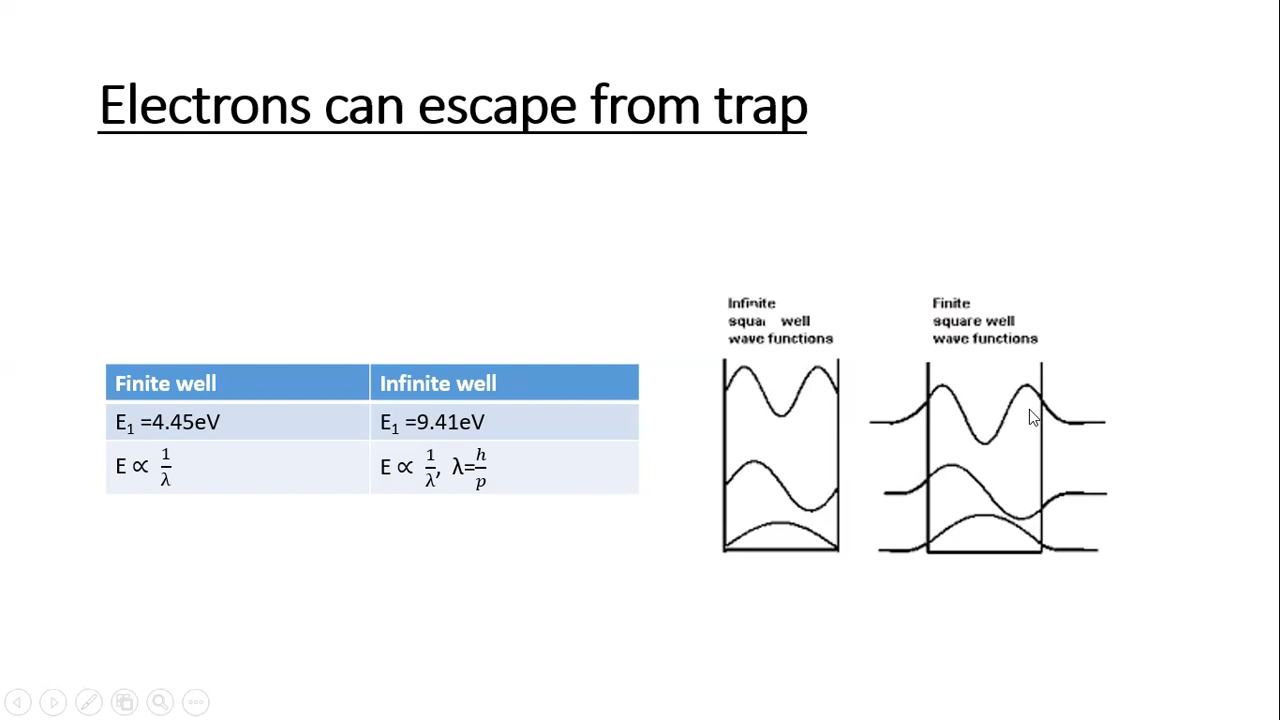 Electrons can escape from trap
Finite well Infinite well
E₁ =4.45eV E₁ =9.41eV
E ∝ 1/λ E ∝ 1/λ, λ=h/p
Infinite
squar well
wave functions
Finite
square well
wave functions